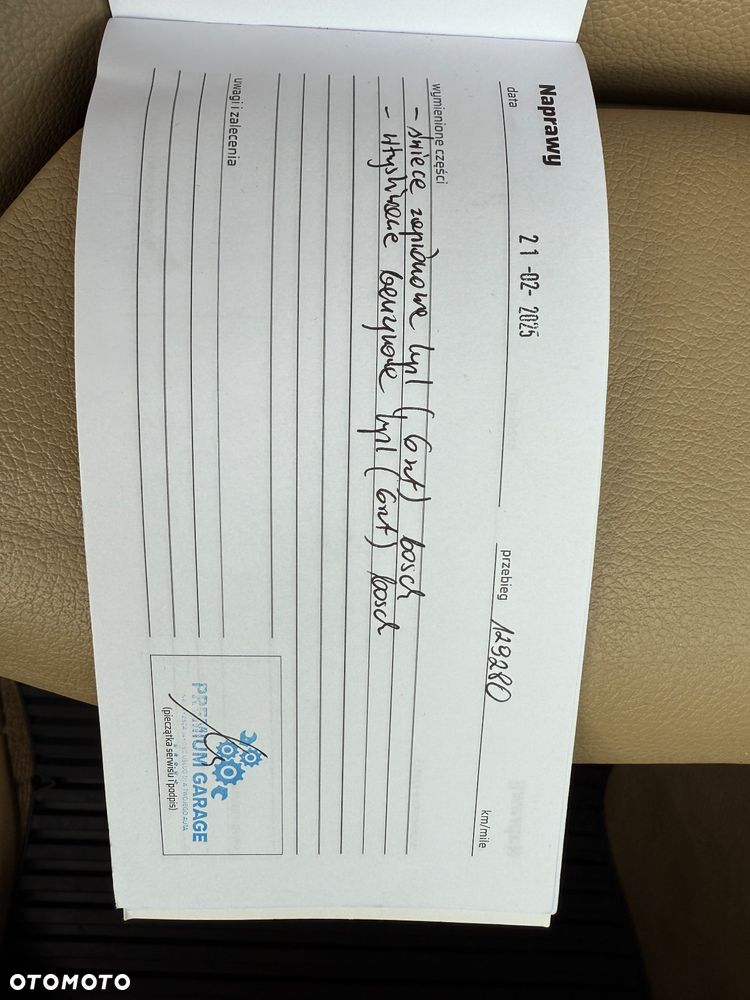 Naprawy
data 21-02-2025 przebieg 129280 km/mile
wymienione części
- świece zapłonowe kpl (6szt) bosch
- wtryskiwacze benzynowe kpl (6szt) bosch
uwagi i zalecenia
PREMIUM GARAGE
(pieczątka serwisu i podpis)
OTOMOTO